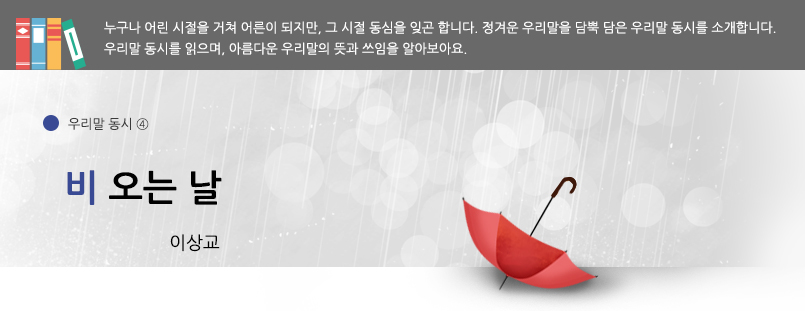 누구나 어린 시절을 거쳐 어른이 되지만, 그 시절 동심을 잊곤 합니다. 정겨운 우리말을 담뿍 담은 우리말 동시를 소개합니다.
우리말 동시를 읽으며, 아름다운 우리말의 뜻과 쓰임을 알아보아요.
우리말 동시 ④
비 오는 날
이상교